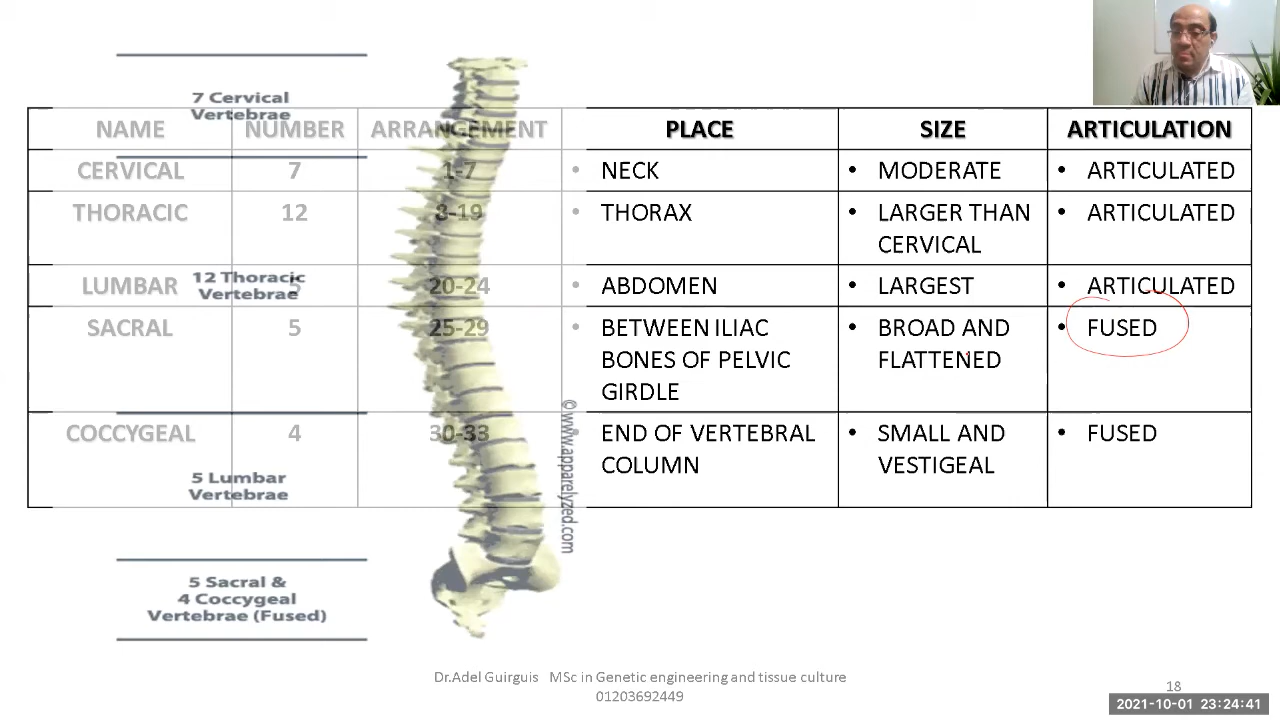 7 Cervical
Vertebrae
NAME NUMBER ARRANGEMENT PLACE SIZE ARTICULATION
CERVICAL 7 1-7 • NECK • MODERATE • ARTICULATED
THORACIC 12 8-19 • THORAX • LARGER THAN
CERVICAL • ARTICULATED
12 Thoracic
Vertebrae
LUMBAR 5 20-24 • ABDOMEN • LARGEST • ARTICULATED
SACRAL 5 25-29 • BETWEEN ILIAC
BONES OF PELVIC
GIRDLE • BROAD AND
FLATTENED • FUSED
COCCYGEAL 4 30-33 • END OF VERTEBRAL
COLUMN • SMALL AND
VESTIGEAL • FUSED
5 Lumbar
Vertebrae
© www.apparelyzed.com
5 Sacral &
4 Coccygeal
Vertebrae (Fused)
Dr.Adel Guirguis MSc in Genetic engineering and tissue culture
01203692449
18
2021-10-01 23:24:41